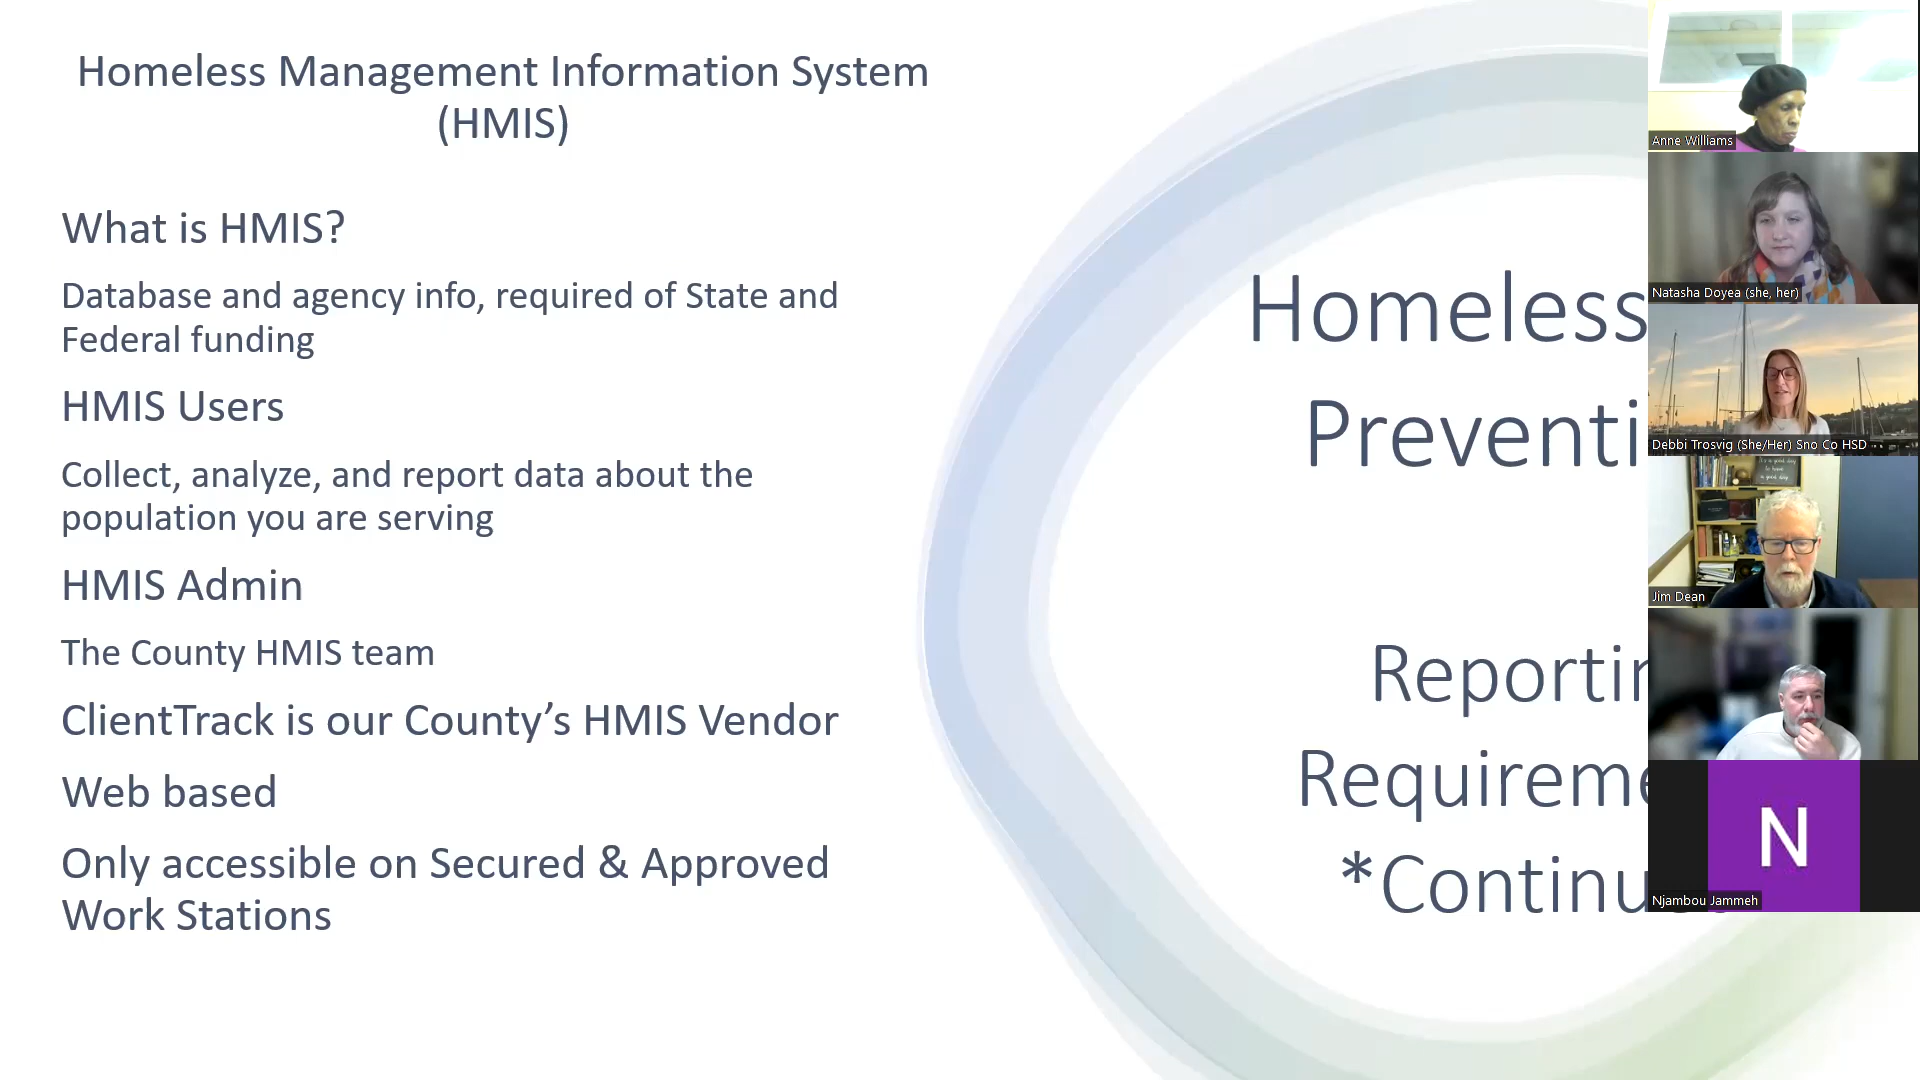 Homeless Management Information System
(HMIS)
What is HMIS?
Database and agency info, required of State and
Federal funding
HMIS Users
Collect, analyze, and report data about the
population you are serving
HMIS Admin
The County HMIS team
ClientTrack is our County's HMIS Vendor
Web based
Only accessible on Secured & Approved
Work Stations
Homeless
Preventi
Reportin
Requireme
*Continu
Anne Williams
Natasha Doyea (she, her)
Debbi Trosvig (She/Her) Sno Co HSD
Jim Dean
N
Njambou Jammeh